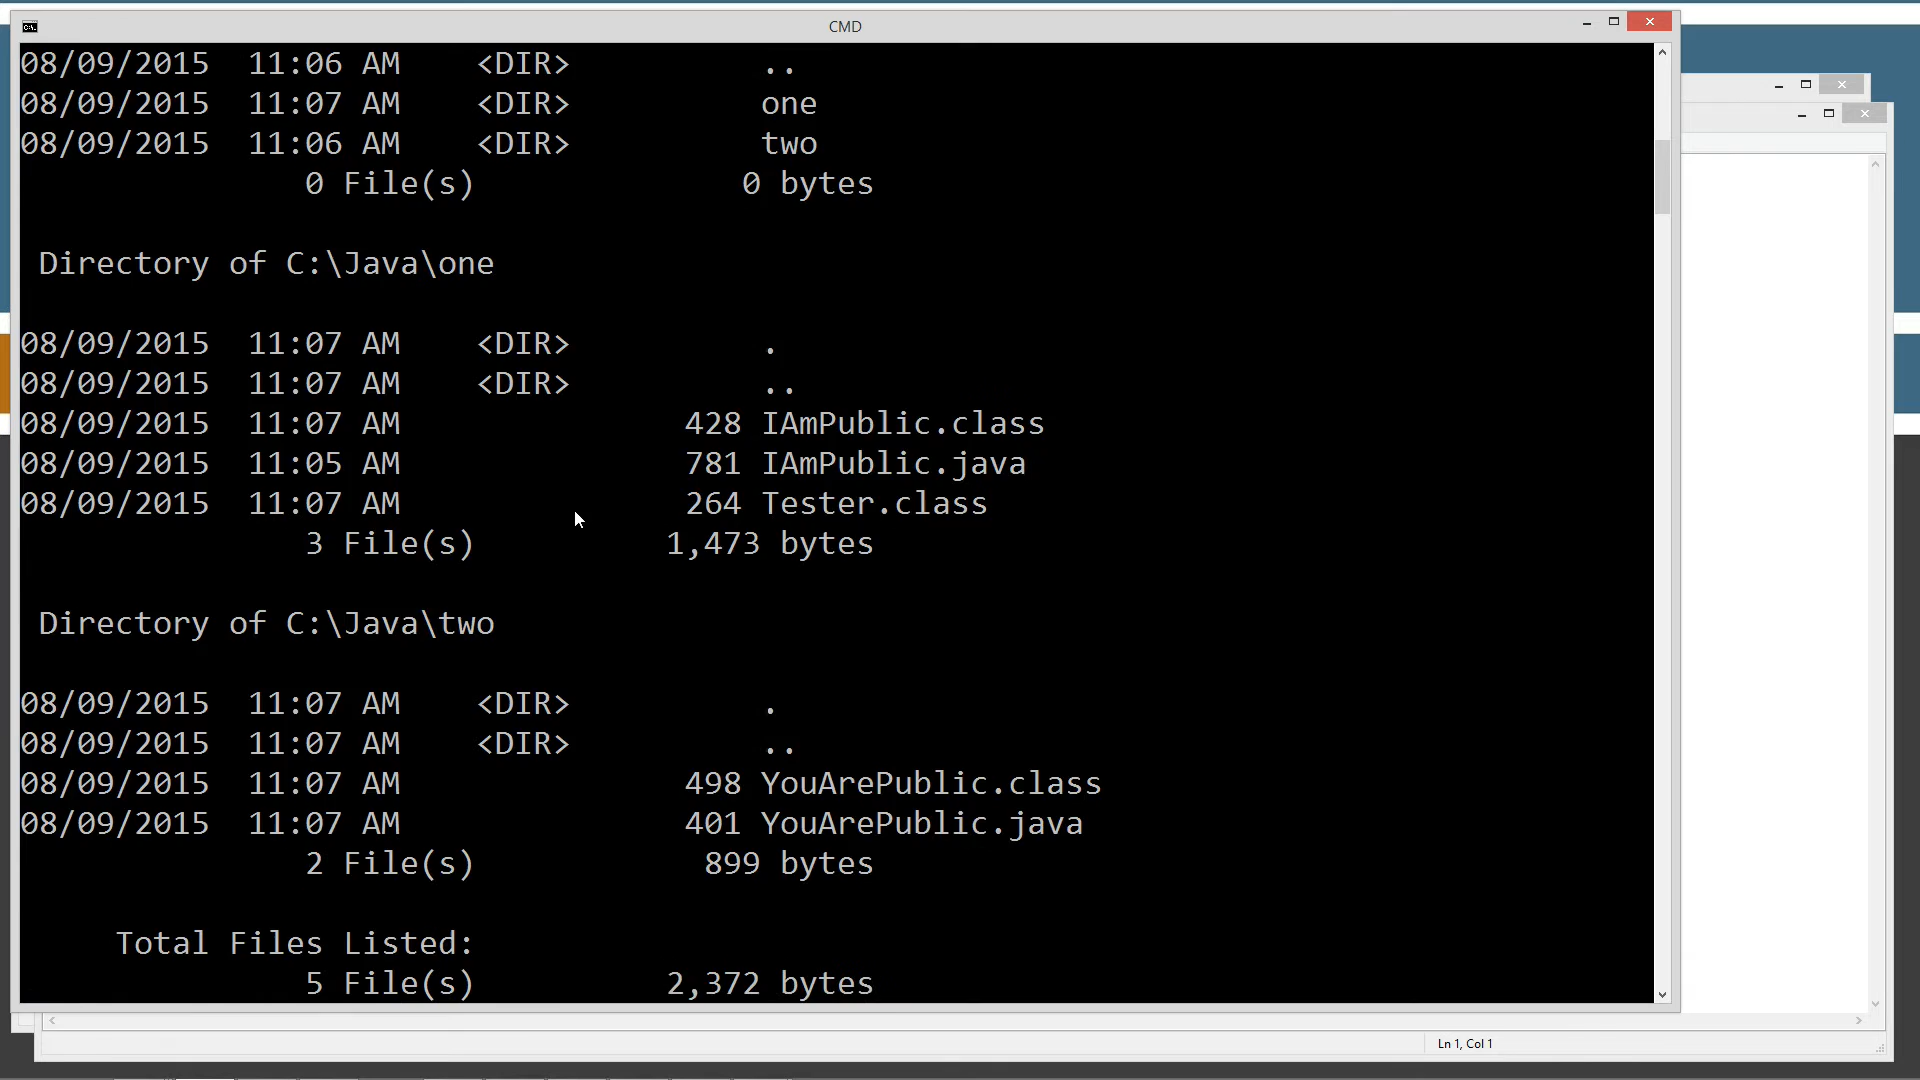 CMD
08/09/2015  11:06 AM    <DIR>          ..
08/09/2015  11:07 AM    <DIR>          one
08/09/2015  11:06 AM    <DIR>          two
               0 File(s)              0 bytes
 Directory of C:\Java\one
08/09/2015  11:07 AM    <DIR>          .
08/09/2015  11:07 AM    <DIR>          ..
08/09/2015  11:07 AM               428 IAmPublic.class
08/09/2015  11:05 AM               781 IAmPublic.java
08/09/2015  11:07 AM               264 Tester.class
               3 File(s)          1,473 bytes
 Directory of C:\Java\two
08/09/2015  11:07 AM    <DIR>          .
08/09/2015  11:07 AM    <DIR>          ..
08/09/2015  11:07 AM               498 YouArePublic.class
08/09/2015  11:07 AM               401 YouArePublic.java
               2 File(s)            899 bytes
     Total Files Listed:
               5 File(s)          2,372 bytes
Ln 1, Col 1